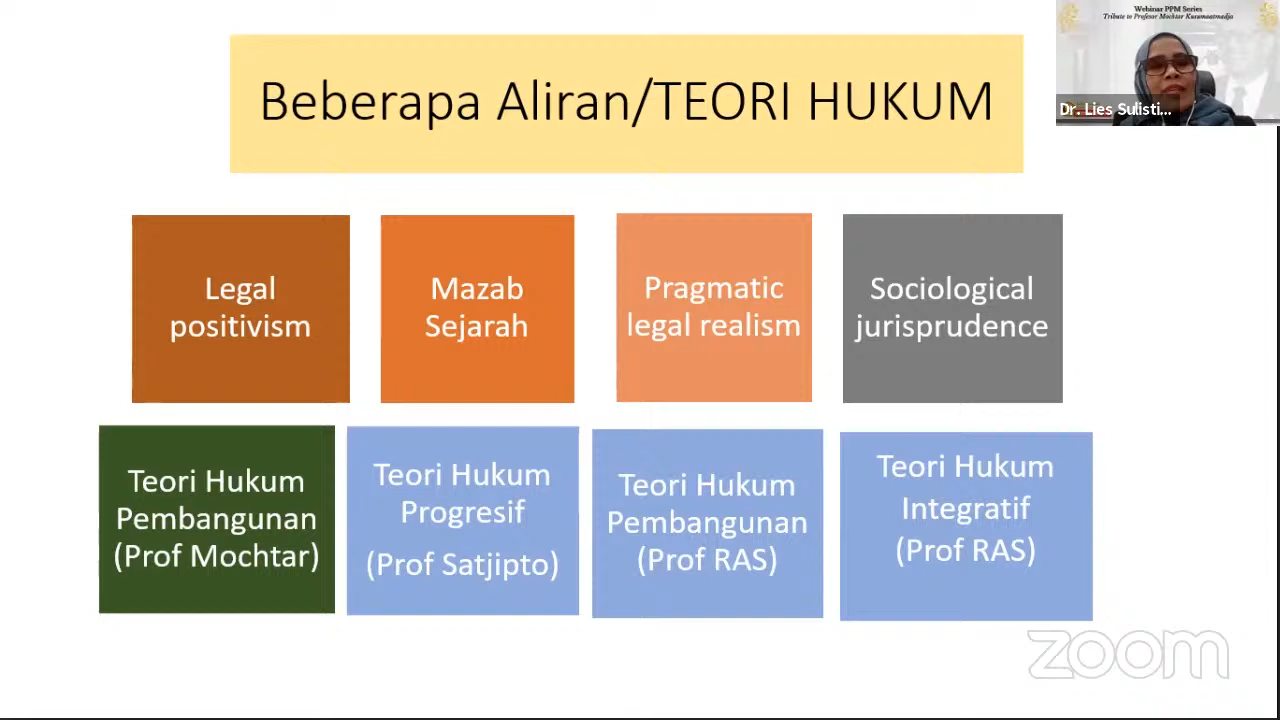 Webinar PPM Series
Tribute to Profesor Mochtar Kusumaatmadja
Dr. Lies Sulisti...
Beberapa Aliran/TEORI HUKUM
Legal
positivism
Mazab
Sejarah
Pragmatic
legal realism
Sociological
jurisprudence
Teori Hukum
Pembangunan
(Prof Mochtar)
Teori Hukum
Progresif
(Prof Satjipto)
Teori Hukum
Pembangunan
(Prof RAS)
Teori Hukum
Integratif
(Prof RAS)
zoom